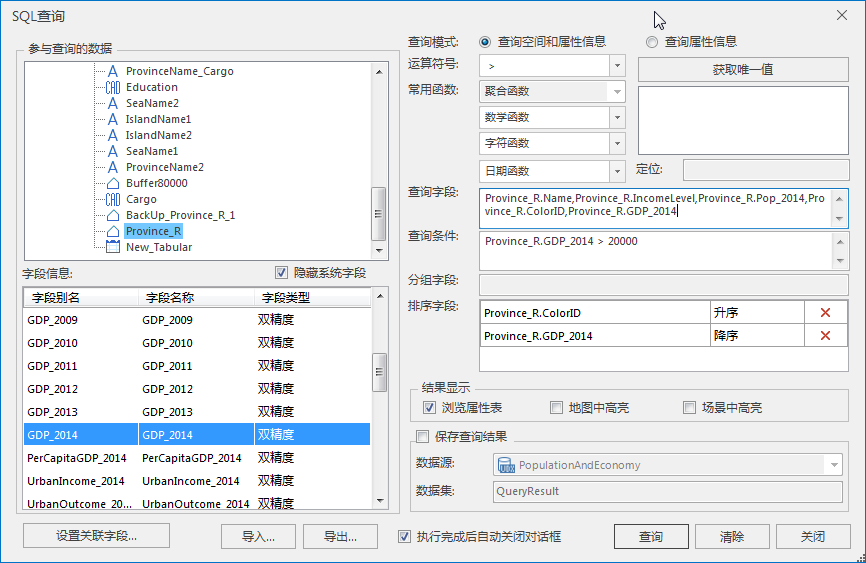 SQL查询
参与查询的数据
ProvinceName_Cargo
Education
SeaName2
IslandName1
IslandName2
SeaName1
ProvinceName2
Buffer80000
Cargo
BackUp_Province_R_1
Province_R
New_Tabular
字段信息:
隐藏系统字段
字段别名 字段名称 字段类型
GDP_2009 GDP_2009 双精度
GDP_2010 GDP_2010 双精度
GDP_2011 GDP_2011 双精度
GDP_2012 GDP_2012 双精度
GDP_2013 GDP_2013 双精度
GDP_2014 GDP_2014 双精度
PerCapitaGDP_2014 PerCapitaGDP_2014 双精度
UrbanIncome_2014 UrbanIncome_2014 双精度
UrbanOutcome_20... UrbanOutcome_2014 双精度
查询模式: 查询空间和属性信息 查询属性信息
运算符号: > 获取唯一值
常用函数: 聚合函数
数学函数
字符函数
日期函数 定位:
查询字段: Province_R.Name,Province_R.IncomeLevel,Province_R.Pop_2014,Pro
vince_R.ColorID,Province_R.GDP_2014
查询条件: Province_R.GDP_2014 > 20000
分组字段:
排序字段: Province_R.ColorID 升序
Province_R.GDP_2014 降序
结果显示
浏览属性表 地图中高亮 场景中高亮
保存查询结果
数据源: PopulationAndEconomy
数据集: QueryResult
设置关联字段... 导入... 导出... 执行完成后自动关闭对话框 查询 清除 关闭